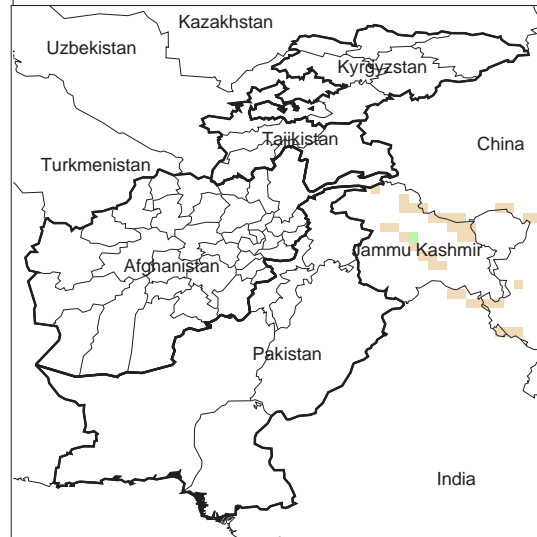 Kazakhstan
Uzbekistan
Kyrgyzstan
Tajikistan
China
Turkmenistan
Jammu Kashmir
Afghanistan
Pakistan
India